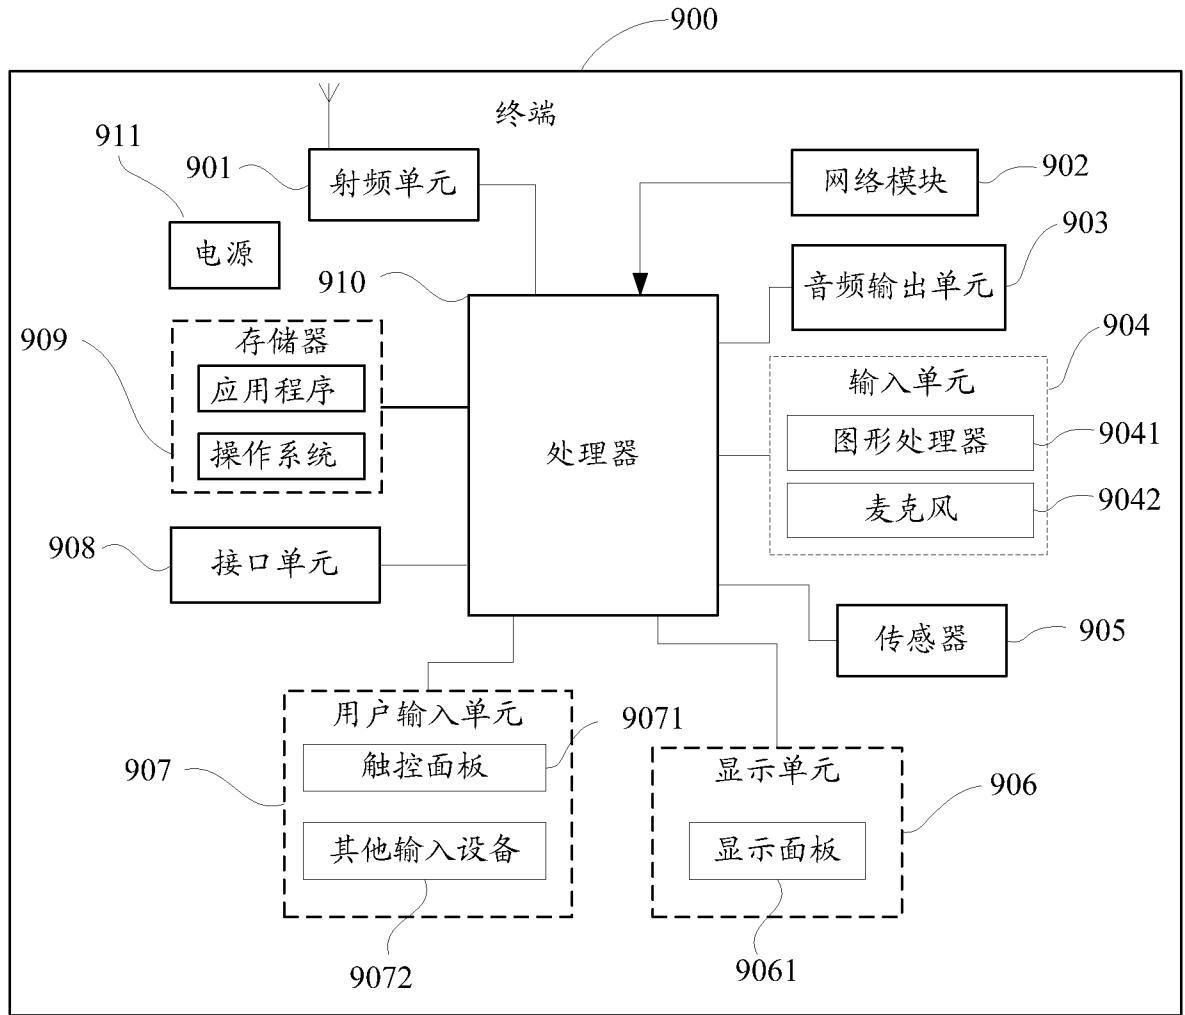 900
终端
911
901
射频单元
网络模块
902
903
电源
910
音频输出单元
909
存储器
904
应用程序
输入单元
操作系统
处理器
图形处理器
9041
麦克风
9042
908
接口单元
传感器
905
用户输入单元
9071
907
触控面板
显示单元
906
其他输入设备
显示面板
9072
9061